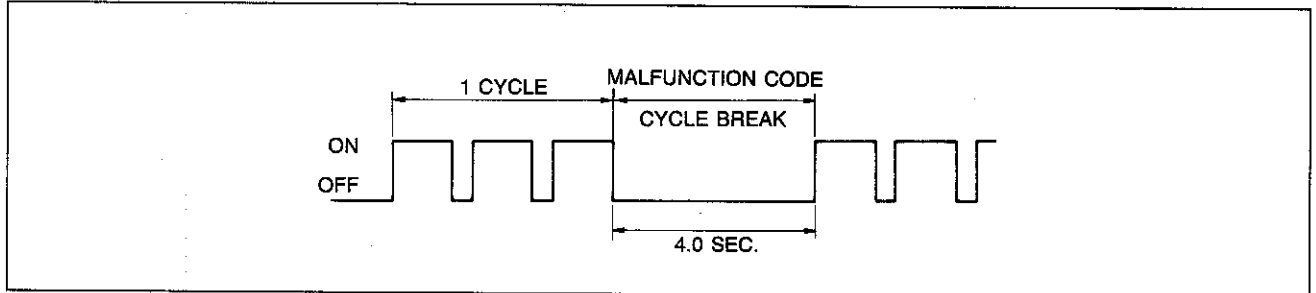 1 CYCLE
MALFUNCTION CODE
CYCLE BREAK
ON
OFF
4.0 SEC.